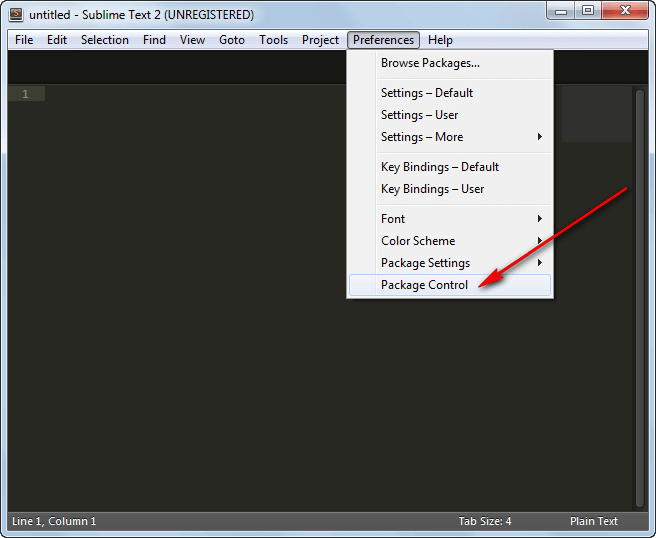 untitled - Sublime Text 2 (UNREGISTERED)
File Edit Selection Find View Goto Tools Project Preferences Help
Browse Packages...
1
Settings – Default
Settings – User
Settings – More
Key Bindings – Default
Key Bindings – User
Font
Color Scheme
Package Settings
Package Control
Line 1, Column 1 Tab Size: 4 Plain Text